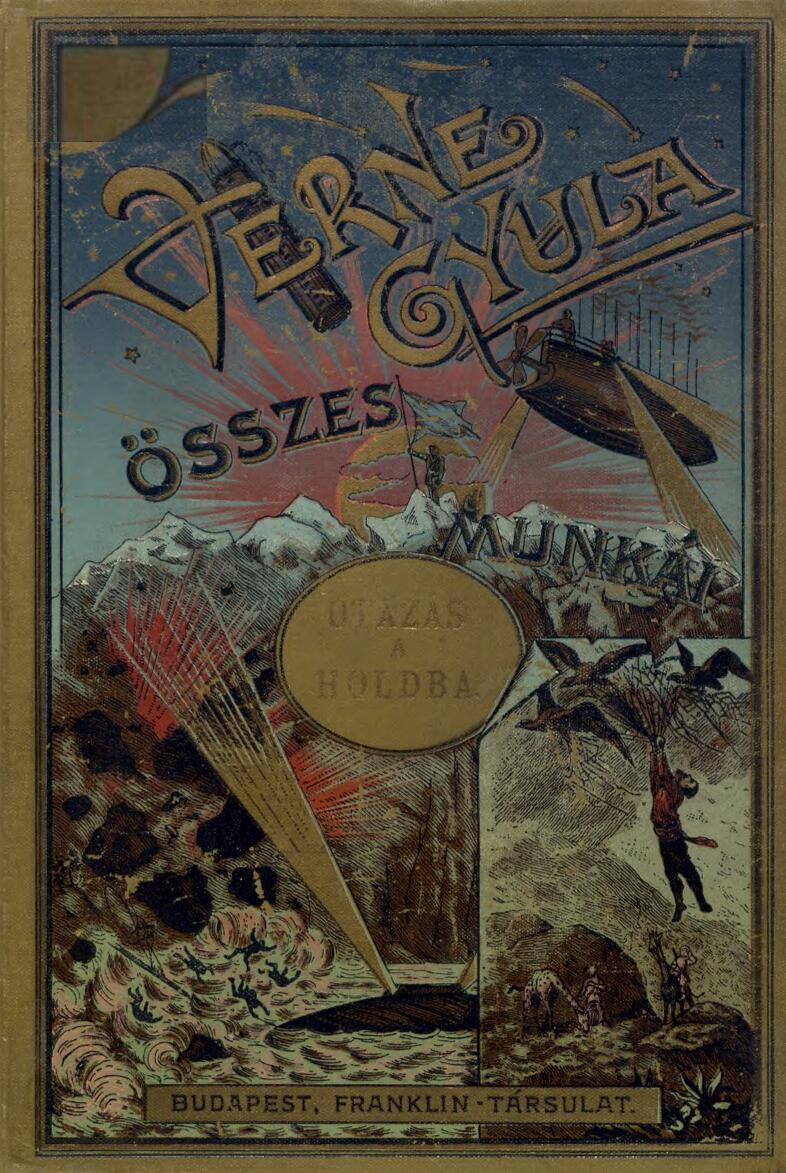 VERNE
GYULA
ÖSSZES
MUNKÁI
UTAZÁS
A
HOLDBA
BUDAPEST, FRANKLIN-TÁRSULAT.